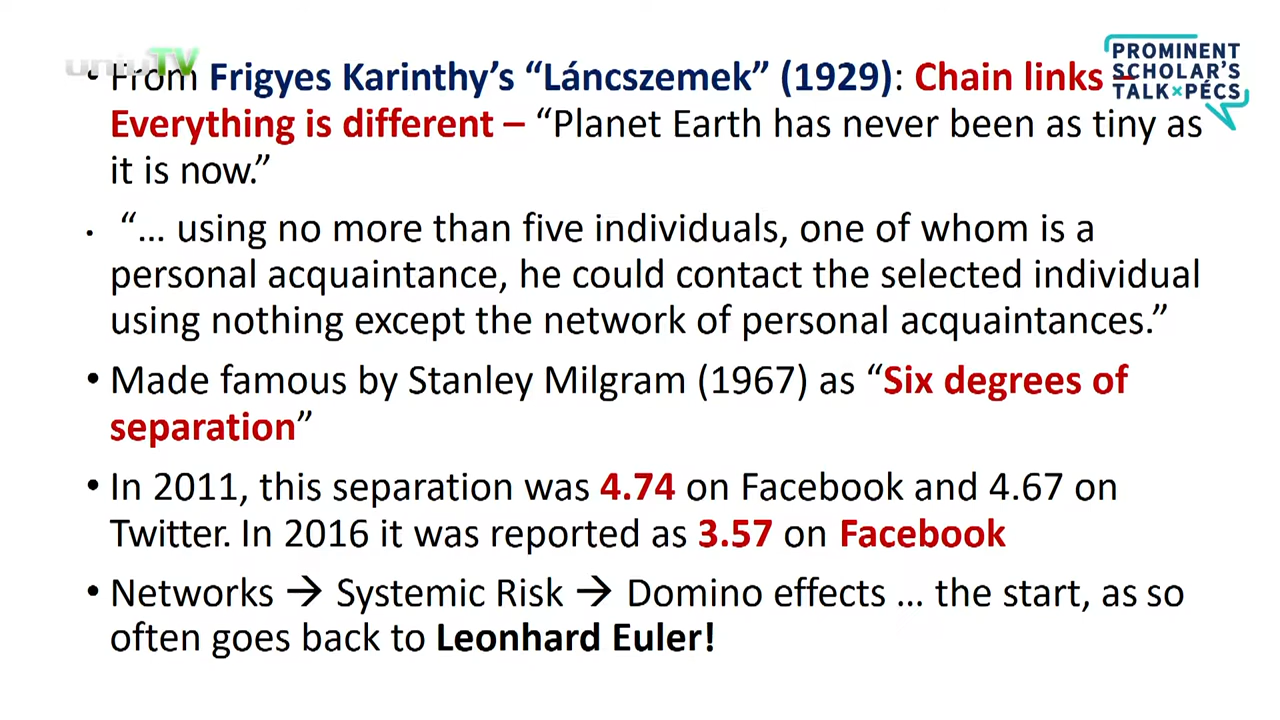 uniuTV
PROMINENT
SCHOLAR'S
TALK×PÉCS
• From Frigyes Karinthy’s “Láncszemek” (1929): Chain links –
Everything is different – “Planet Earth has never been as tiny as
it is now.”
• “… using no more than five individuals, one of whom is a
personal acquaintance, he could contact the selected individual
using nothing except the network of personal acquaintances.”
• Made famous by Stanley Milgram (1967) as “Six degrees of
separation”
• In 2011, this separation was 4.74 on Facebook and 4.67 on
Twitter. In 2016 it was reported as 3.57 on Facebook
• Networks → Systemic Risk → Domino effects … the start, as so
often goes back to Leonhard Euler!